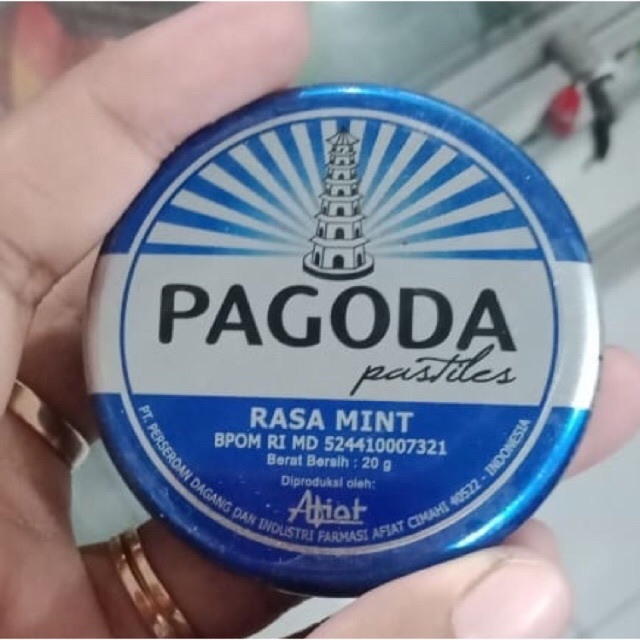 PAGODA
pastiles
RASA MINT
BPOM RI MD 524410007321
Berat Bersih : 20 g
Diproduksi oleh:
Afiat
PT. PERSEROAN DAGANG DAN INDUSTRI FARMASI AFIAT CIMAHI 40522 - INDONESIA